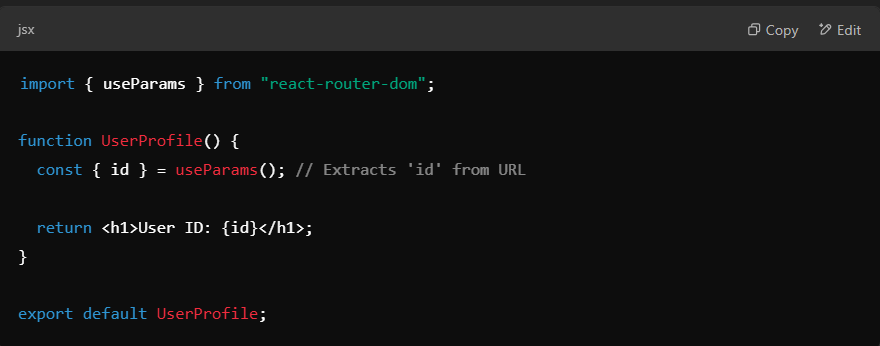 jsx
Copy
Edit
import { useParams } from "react-router-dom";
function UserProfile() {
const { id } = useParams(); // Extracts 'id' from URL
return <h1>User ID: {id}</h1>;
}
export default UserProfile;